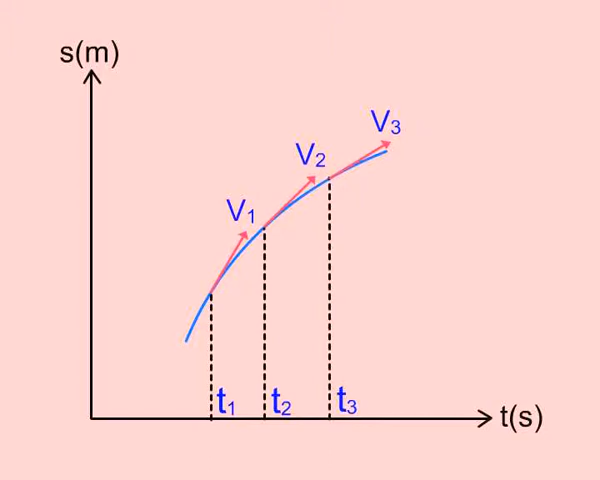 s(m)
V₃
V₂
V₁
t₁ t₂ t₃
t(s)